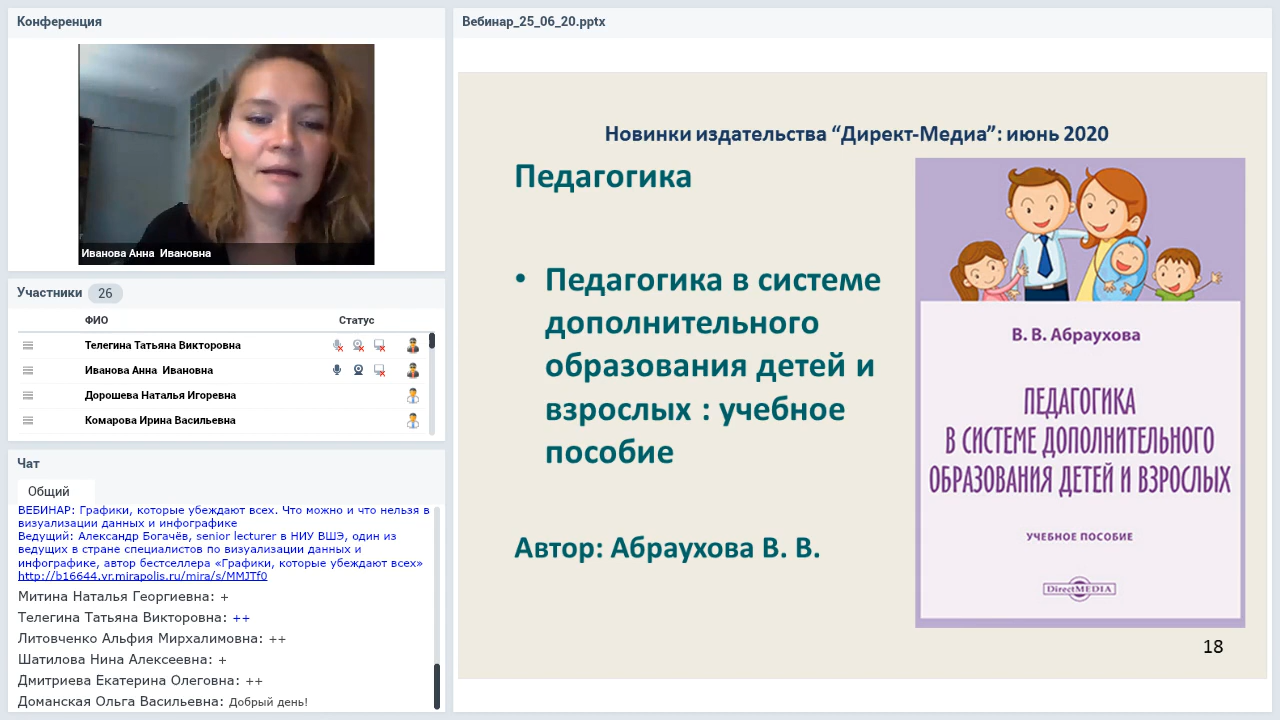 Конференция
Иванова Анна  Ивановна
Участники 26
ФИО Статус
Телегина Татьяна Викторовна
Иванова Анна  Ивановна
Дорошева Наталья Игоревна
Комарова Ирина Васильевна
Чат
Общий
ВЕБИНАР: Графики, которые убеждают всех. Что можно и что нельзя в
визуализации данных и инфографике
Ведущий: Александр Богачёв, senior lecturer в НИУ ВШЭ, один из
ведущих в стране специалистов по визуализации данных и
инфографике, автор бестселлера «Графики, которые убеждают всех»
http://b16644.vr.mirapolis.ru/mira/s/MMJTf0
Митина Наталья Георгиевна: +
Телегина Татьяна Викторовна: ++
Литовченко Альфия Мирхалимовна: ++
Шатилова Нина Алексеевна: +
Дмитриева Екатерина Олеговна: ++
Доманская Ольга Васильевна: Добрый день!
Вебинар_25_06_20.pptx
Новинки издательства “Директ-Медиа”: июнь 2020
Педагогика
• Педагогика в системе
дополнительного
образования детей и
взрослых : учебное
пособие
Автор: Абраухова В. В.
В. В. Абраухова
ПЕДАГОГИКА
В СИСТЕМЕ ДОПОЛНИТЕЛЬНОГО
ОБРАЗОВАНИЯ ДЕТЕЙ И ВЗРОСЛЫХ
УЧЕБНОЕ ПОСОБИЕ
DirectMEDIA
18